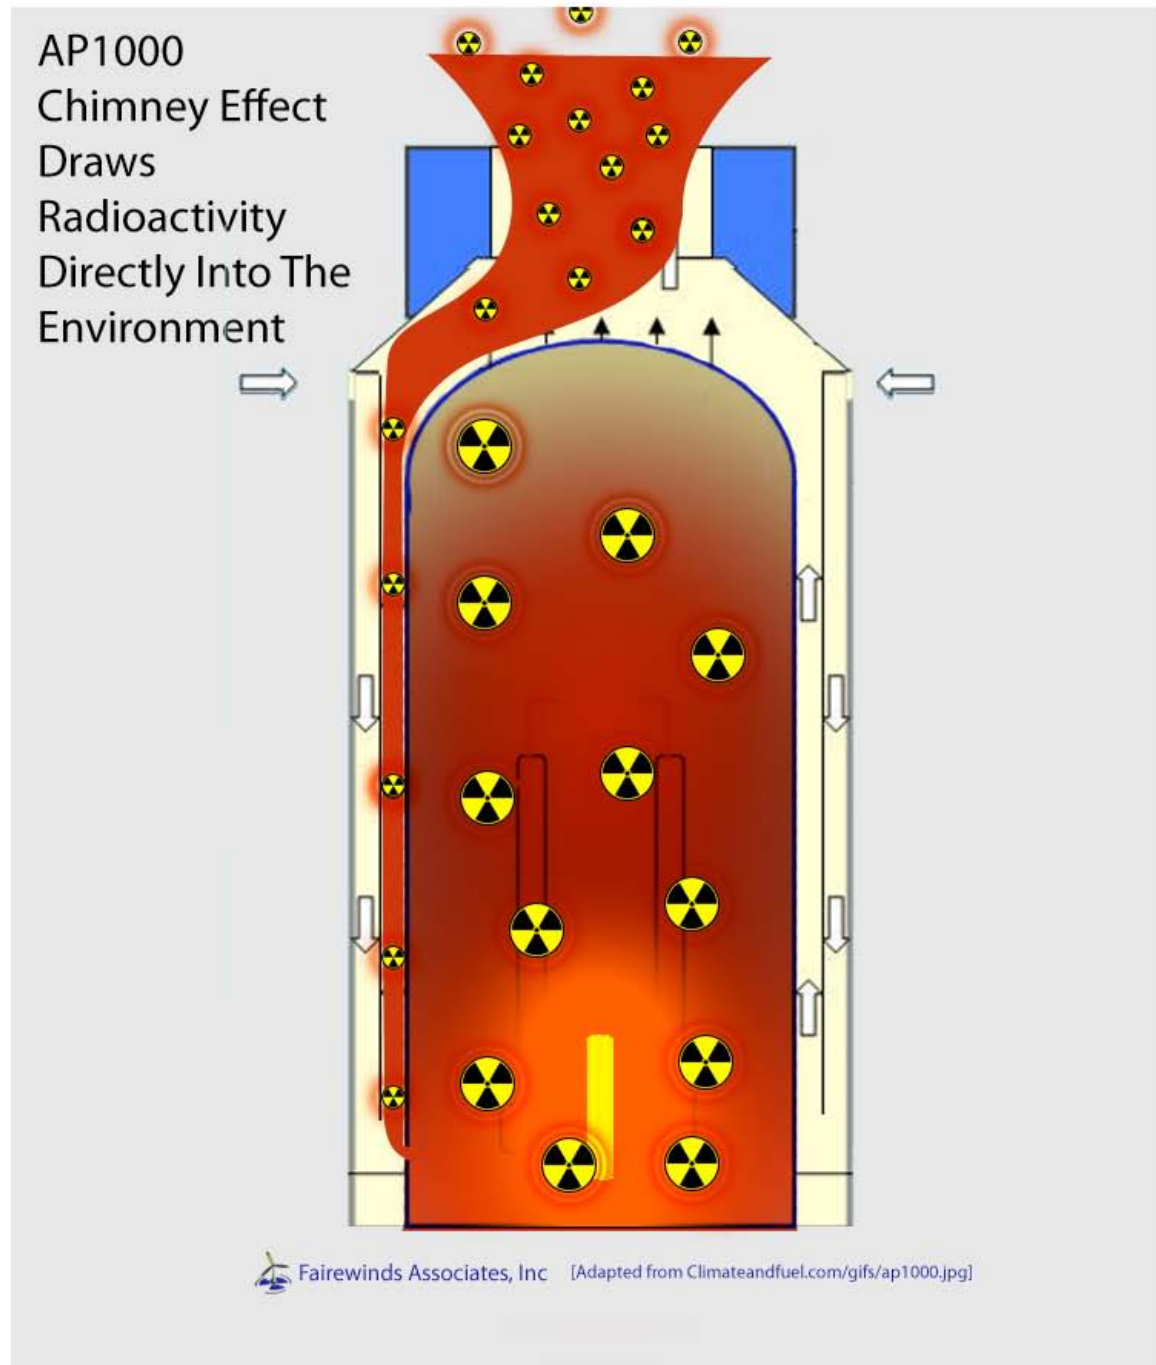 AP1000
Chimney Effect
Draws
Radioactivity
Directly Into The
Environment
Fairewinds Associates, Inc [Adapted from Climateandfuel.com/gifs/ap1000.jpg]